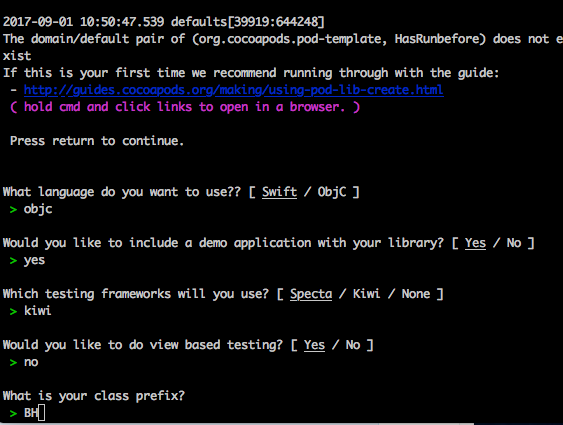 2017-09-01 10:50:47.539 defaults[39919:644248]
The domain/default pair of (org.cocoapods.pod-template, HasRunbefore) does not e
xist
If this is your first time we recommend running through with the guide:
- http://guides.cocoapods.org/making/using-pod-lib-create.html
( hold cmd and click links to open in a browser. )
Press return to continue.
What language do you want to use?? [ Swift / ObjC ]
> objc
Would you like to include a demo application with your library? [ Yes / No ]
> yes
Which testing frameworks will you use? [ Specta / Kiwi / None ]
> kiwi
Would you like to do view based testing? [ Yes / No ]
> no
What is your class prefix?
> BH